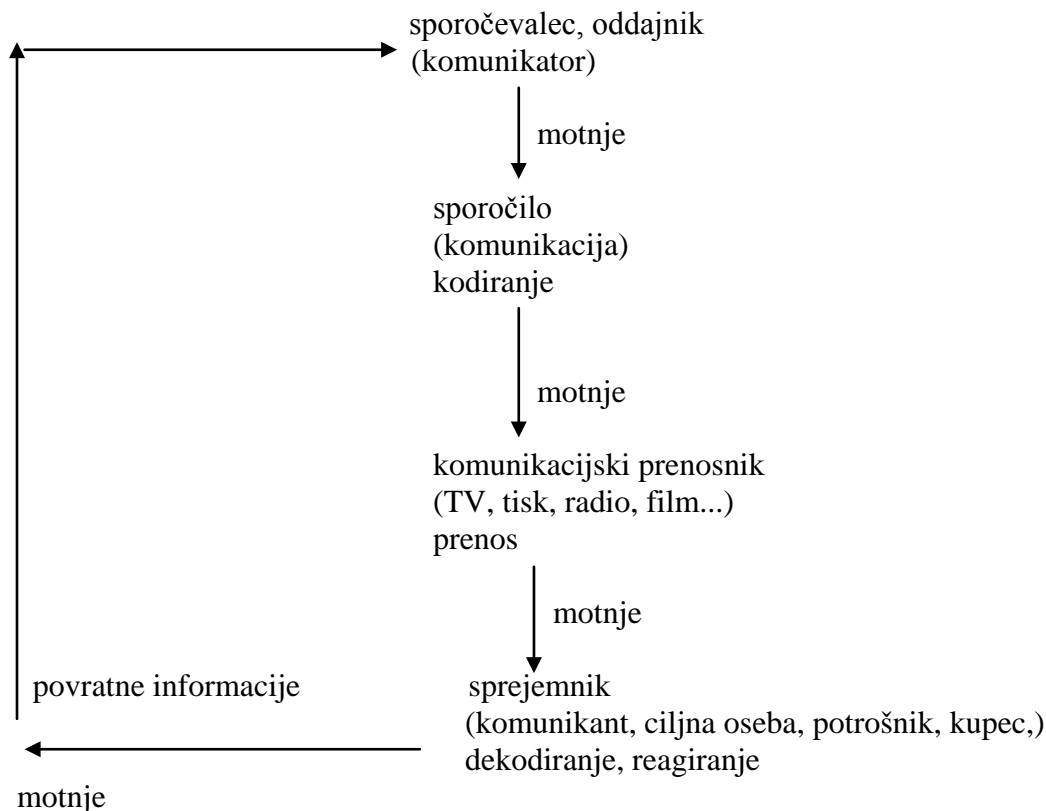 sporočevalec, oddajnik
(komunikator)
motnje
sporočilo
(komunikacija)
kodiranje
motnje
komunikacijski prenosnik
(TV, tisk, radio, film...)
prenos
motnje
povratne informacije
sprejemnik
(komunikant, ciljna oseba, potrošnik, kupec,)
dekodiranje, reagiranje
motnje